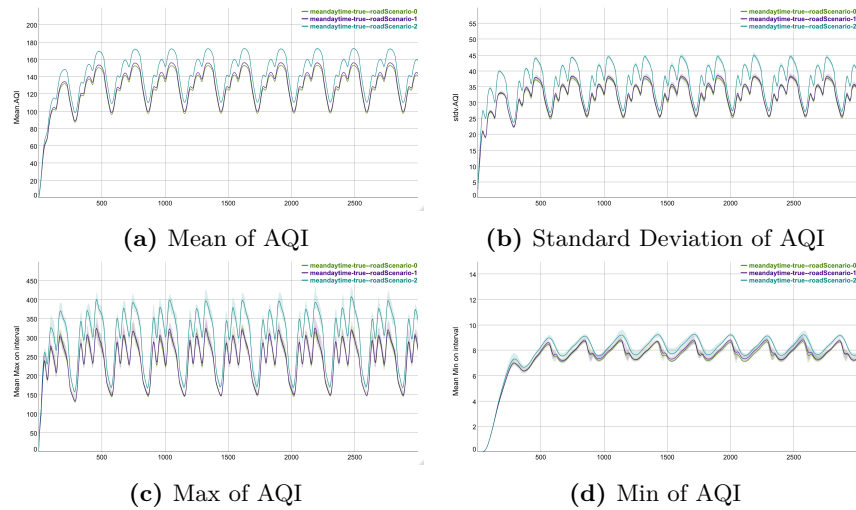 meandaytime-true--roadScenario-0
meandaytime-true--roadScenario-1
meandaytime-true--roadScenario-2
Mean AQI
200
180
160
140
120
100
80
60
40
20
0
500 1000 1500 2000 2500
(a) Mean of AQI
meandaytime-true--roadScenario-0
meandaytime-true--roadScenario-1
meandaytime-true--roadScenario-2
stdv AQI
55
50
45
40
35
30
25
20
15
10
5
0
500 1000 1500 2000 2500
(b) Standard Deviation of AQI
meandaytime-true--roadScenario-0
meandaytime-true--roadScenario-1
meandaytime-true--roadScenario-2
Mean Max on interval
450
400
350
300
250
200
150
100
50
0
500 1000 1500 2000 2500
(c) Max of AQI
meandaytime-true--roadScenario-0
meandaytime-true--roadScenario-1
meandaytime-true--roadScenario-2
Mean Min on interval
14
12
10
8
6
4
2
0
500 1000 1500 2000 2500
(d) Min of AQI